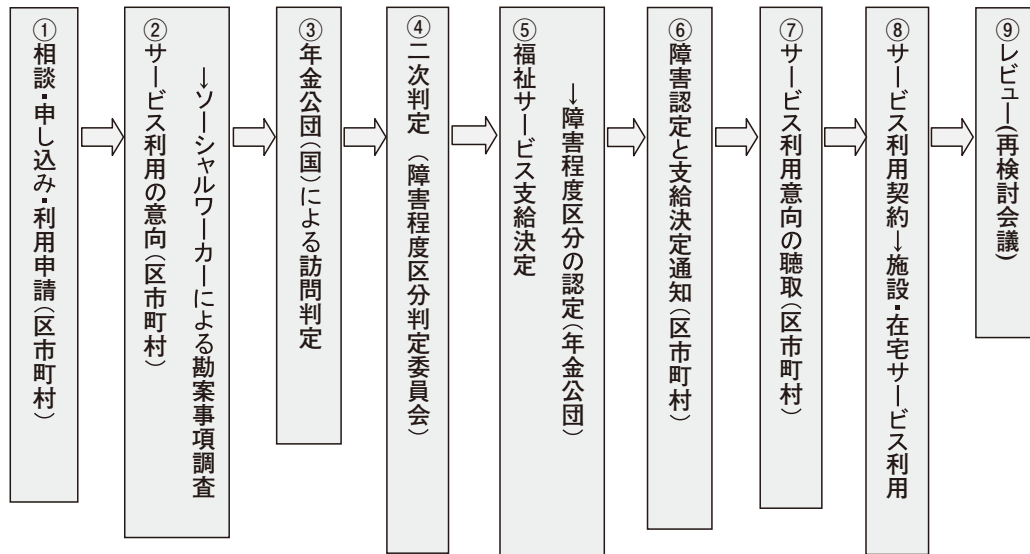 ①相談・申し込み・利用申請(区市町村)
②サービス利用の意向(区市町村)
→ソーシャルワーカーによる勘案事項調査
③年金公団(国)による訪問判定
④二次判定 (障害程度区分判定委員会)
⑤福祉サービス支給決定
→障害程度区分の認定(年金公団)
⑥障害認定と支給決定通知(区市町村)
⑦サービス利用意向の聴取(区市町村)
⑧サービス利用契約→施設・在宅サービス利用
⑨レビュー(再検討会議)